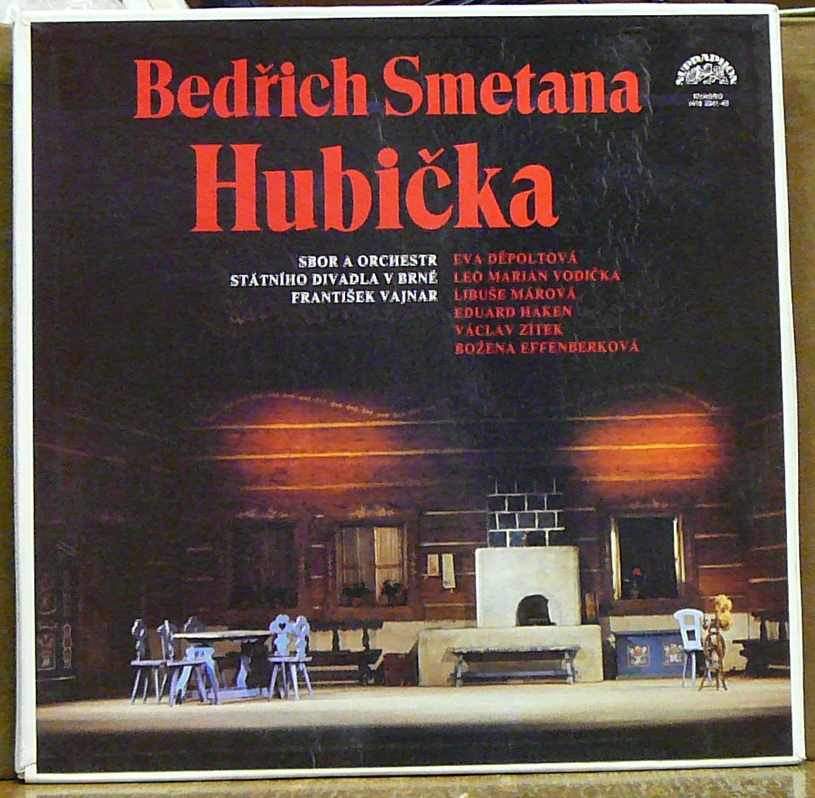 Bedřich Smetana
SUPRAPHON
STEREO
Hubička
SBOR A ORCHESTR
STÁTNÍHO DIVADLA V BRNĚ
FRANTIŠEK VAJNAR
EVA DĚPOLTOVÁ
LEO MARIAN VODIČKA
LIBUŠE MÁROVÁ
EDUARD HAKEN
VÁCLAV ZÍTEK
BOŽENA EFFENBERKOVÁ